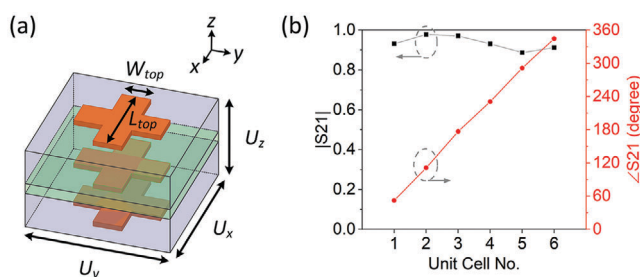 (a)
z
x
y
W_top
L_top
U_z
U_x
U_y
(b)
1.0
0.8
0.6
0.4
0.2
0.0
|S21|
360
300
240
180
120
60
0
∠S21 (degree)
1 2 3 4 5 6
Unit Cell No.